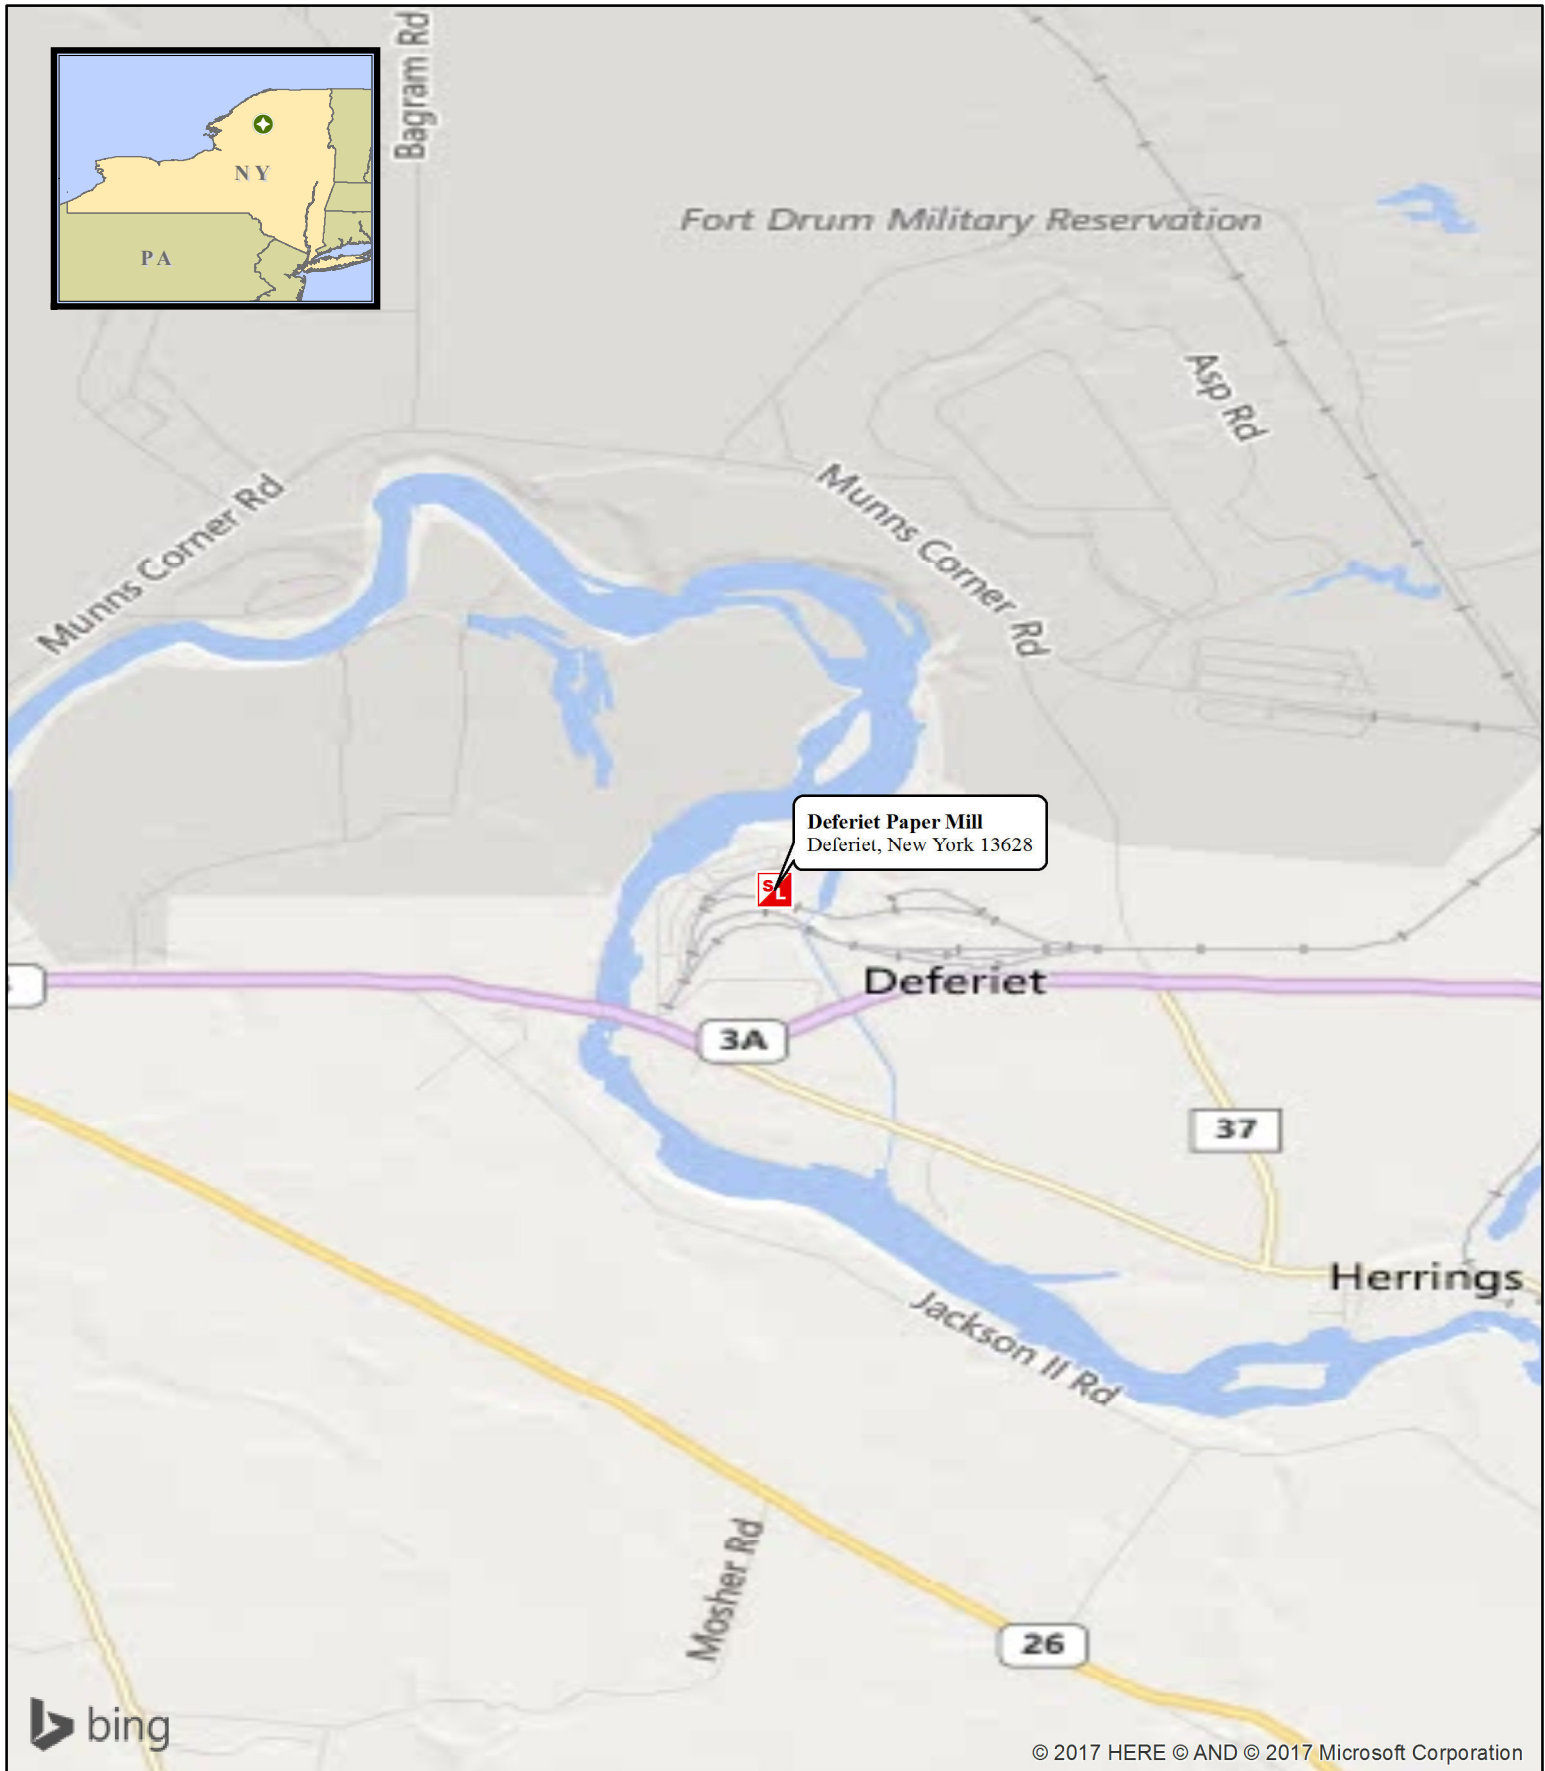 Bagram Rd
NY
PA
Fort Drum Military Reservation
Asp Rd
Munns Corner Rd
Munns Corner Rd
Deferiet Paper Mill
Deferiet, New York 13628
SL
Deferiet
3A
37
Herrings
Jackson II Rd
Mosher Rd
26
bing
© 2017 HERE © AND © 2017 Microsoft Corporation